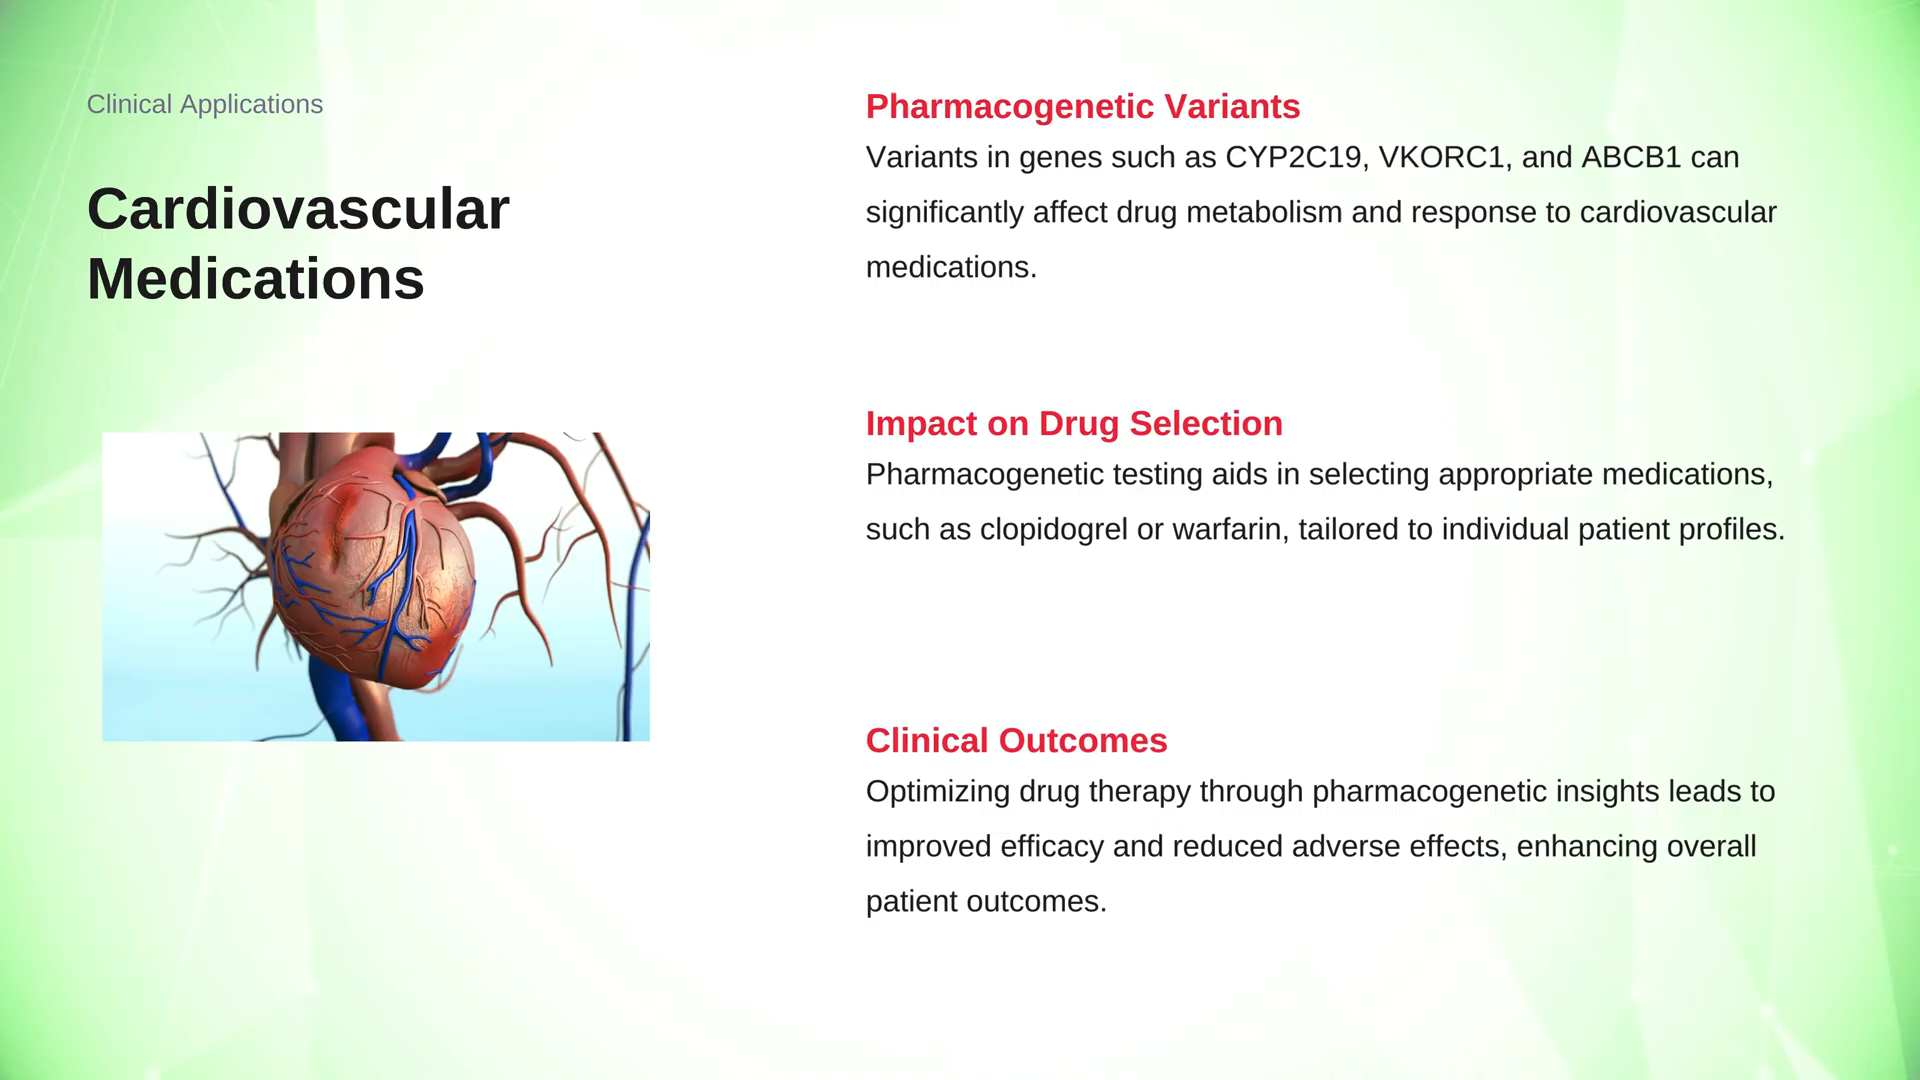 Clinical Applications
Cardiovascular
Medications
Pharmacogenetic Variants
Variants in genes such as CYP2C19, VKORC1, and ABCB1 can
significantly affect drug metabolism and response to cardiovascular
medications.
Impact on Drug Selection
Pharmacogenetic testing aids in selecting appropriate medications,
such as clopidogrel or warfarin, tailored to individual patient profiles.
Clinical Outcomes
Optimizing drug therapy through pharmacogenetic insights leads to
improved efficacy and reduced adverse effects, enhancing overall
patient outcomes.